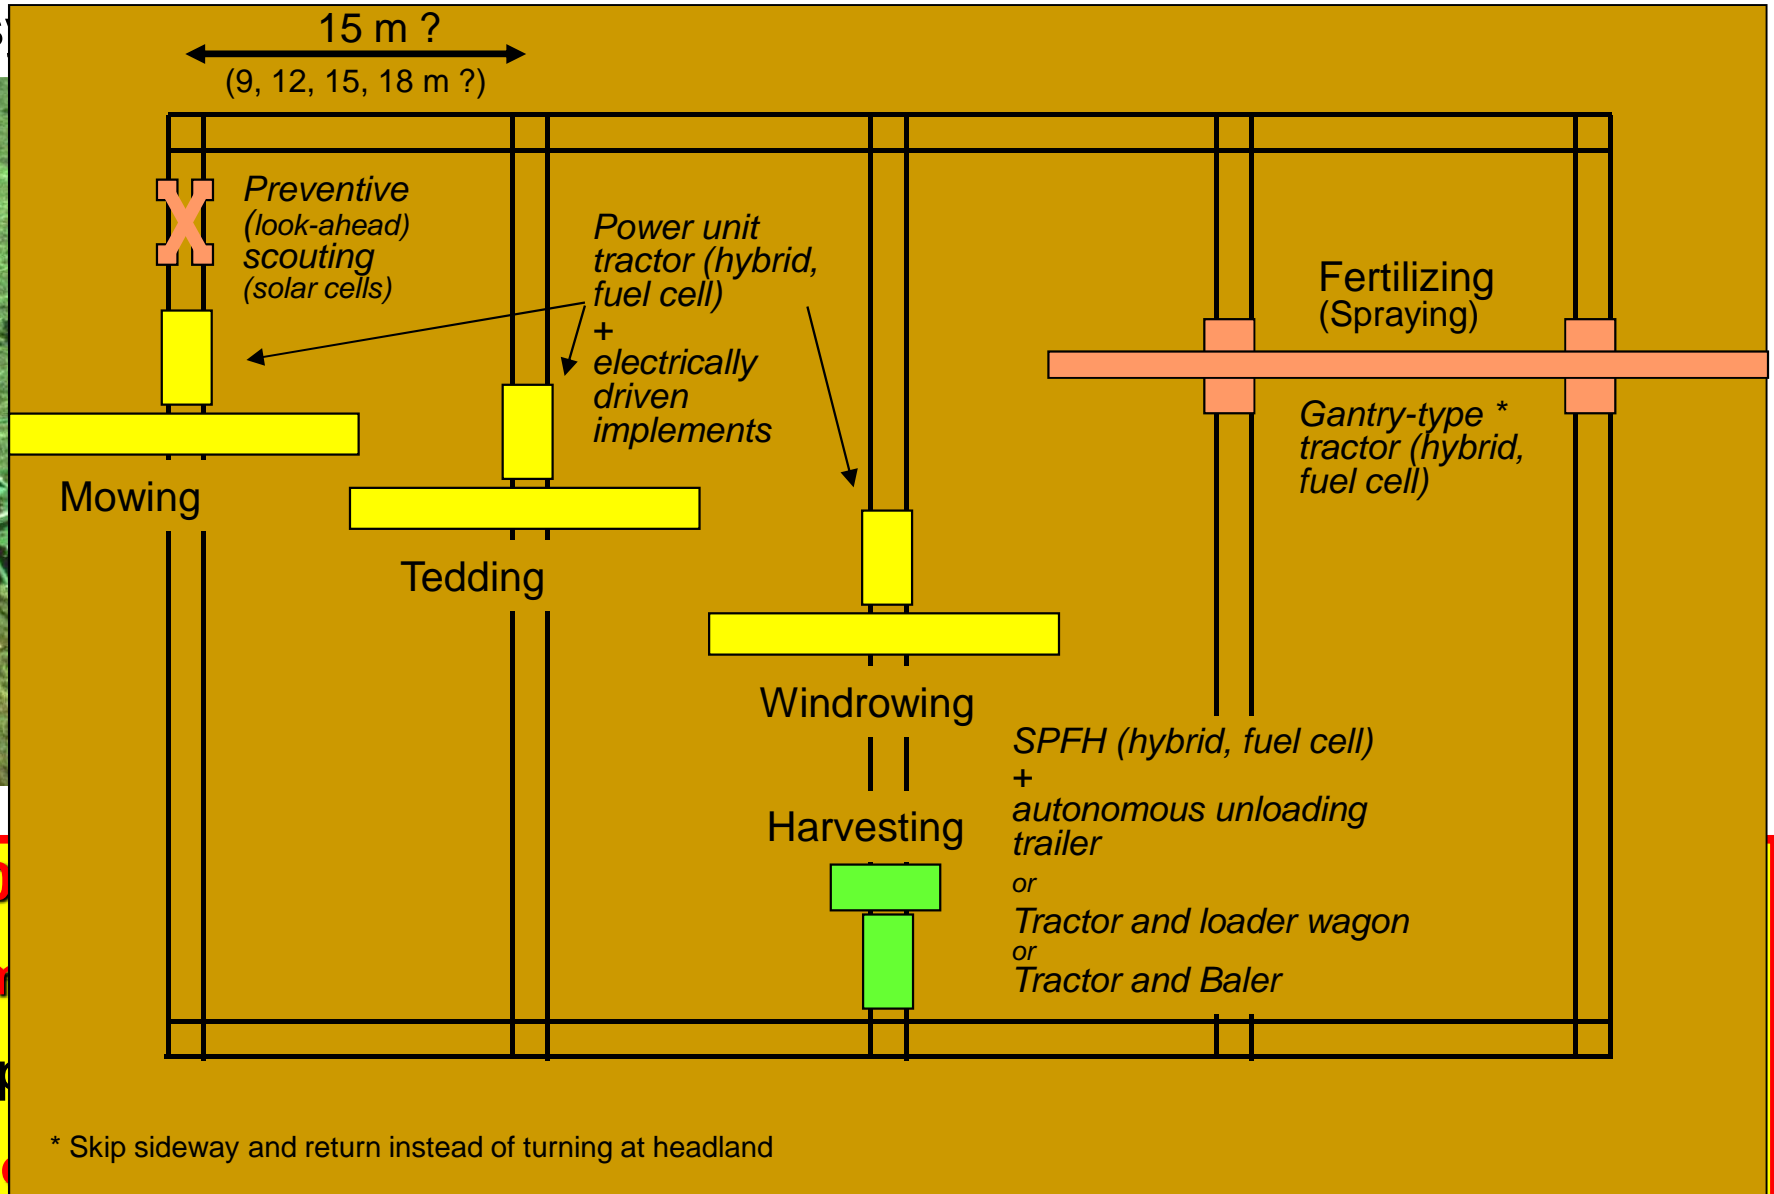 15 m ?
(9, 12, 15, 18 m ?)
Preventive
(look-ahead)
scouting
(solar cells)
Power unit
tractor (hybrid,
fuel cell)
+
electrically
driven
implements
Fertilizing
(Spraying)
Gantry-type *
tractor (hybrid,
fuel cell)
Mowing
Tedding
Windrowing
Harvesting
SPFH (hybrid, fuel cell)
+
autonomous unloading
trailer
or
Tractor and loader wagon
or
Tractor and Baler
* Skip sideway and return instead of turning at headland